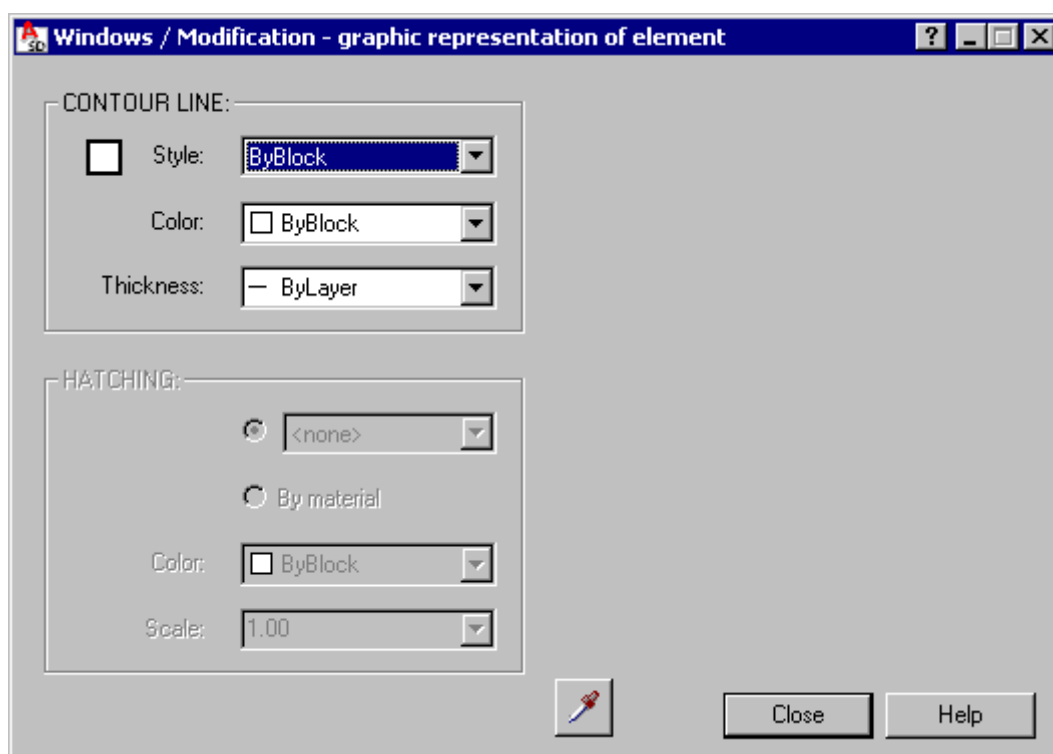 A
SD
Windows / Modification - graphic representation of element
?
CONTOUR LINE:
Style: ByBlock
Color: ByBlock
Thickness: ByLayer
HATCHING:
<none>
By material
Color: ByBlock
Scale: 1.00
Close
Help